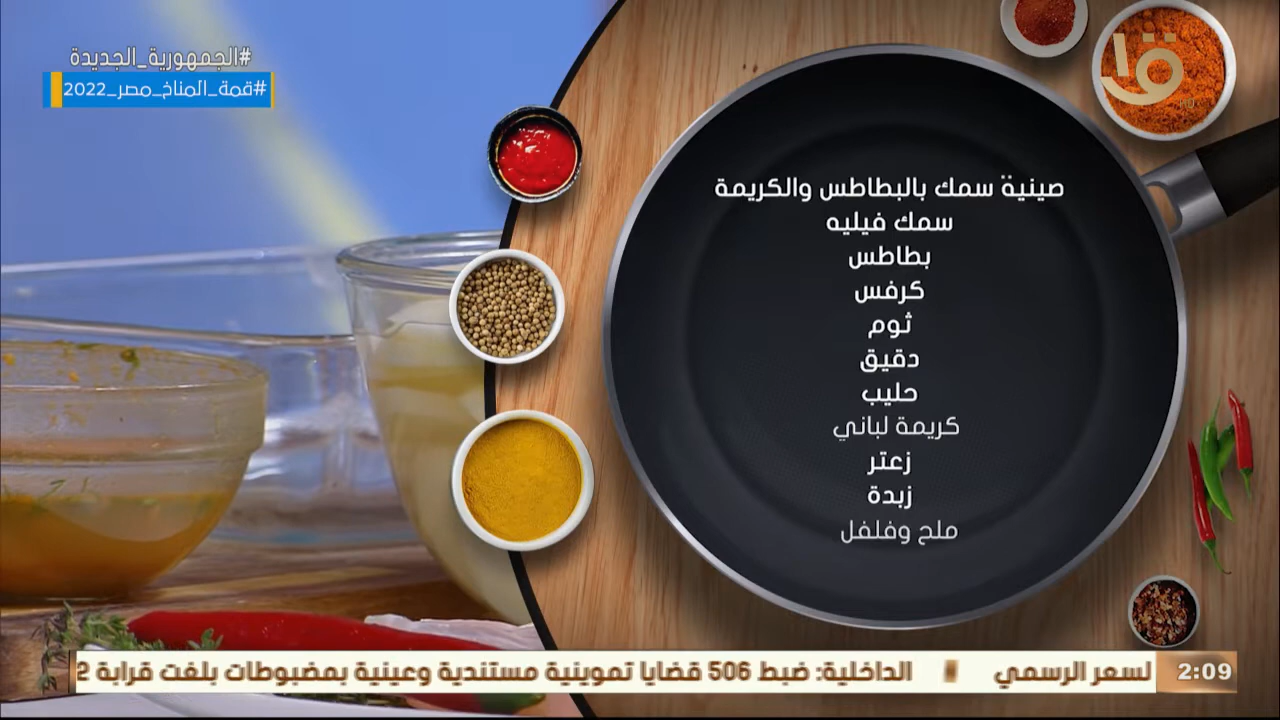 #الجمهورية_الجديدة
#قمة_المناخ_مصر_2022
صينية سمك بالبطاطس والكريمة
سمك فيليه
بطاطس
كرفس
ثوم
دقيق
حليب
كريمة لباني
زعتر
زبدة
ملح وفلفل
2:09
لسعر الرسمي
الداخلية: ضبط 506 قضايا تموينية مستندية وعينية بمضبوطات بلغت قرابة 2